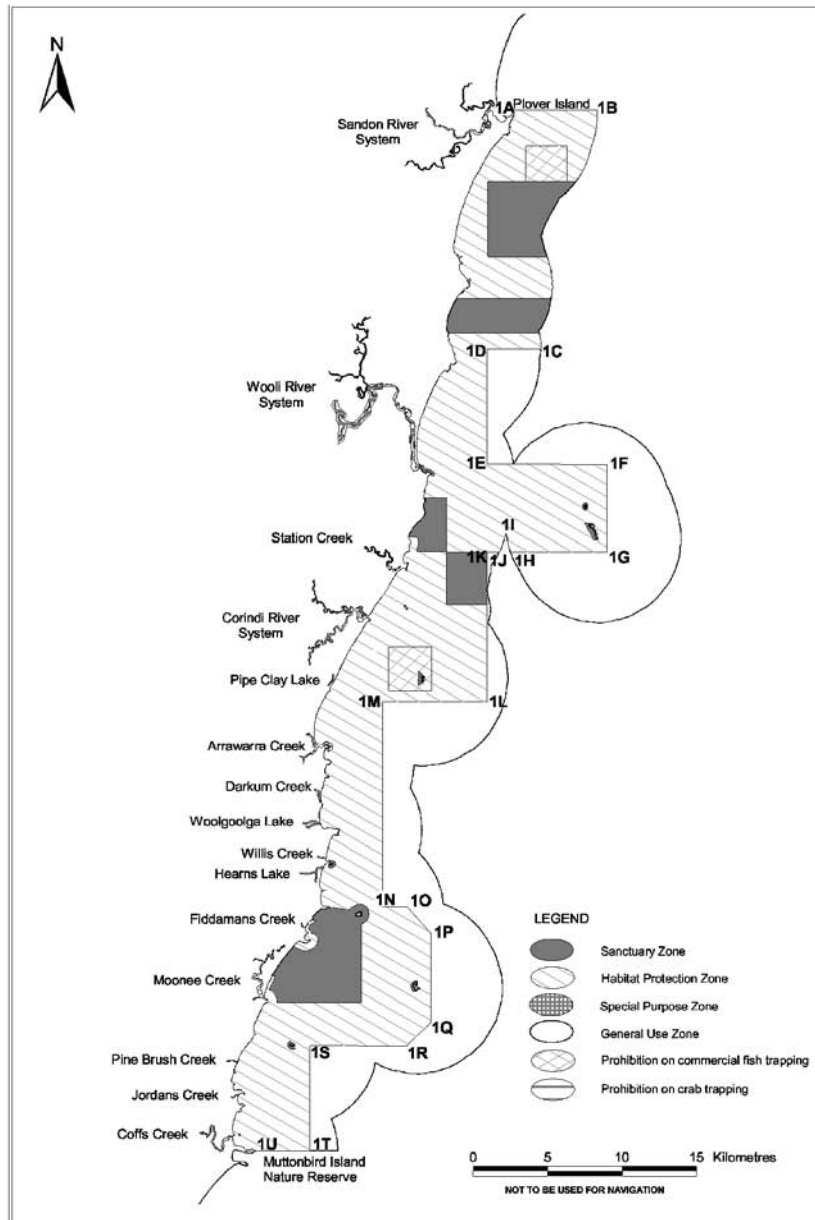 N
1A
Plover Island
1B
Sandon River
System
1D
1C
Wooli River
System
1E
1F
1I
Station Creek
1K
1J
1H
1G
Corindi River
System
Pipe Clay Lake
1M
1L
Arrawarra Creek
Darkum Creek
Woolgoolga Lake
Willis Creek
Hearns Lake
1N
1O
Fiddamans Creek
1P
Moonee Creek
1Q
1S
1R
Pine Brush Creek
Jordans Creek
Coffs Creek
1U
1T
Muttonbird Island
Nature Reserve
LEGEND
Sanctuary Zone
Habitat Protection Zone
Special Purpose Zone
General Use Zone
Prohibition on commercial fish trapping
Prohibition on crab trapping
0 5 10 15 Kilometres
NOT TO BE USED FOR NAVIGATION